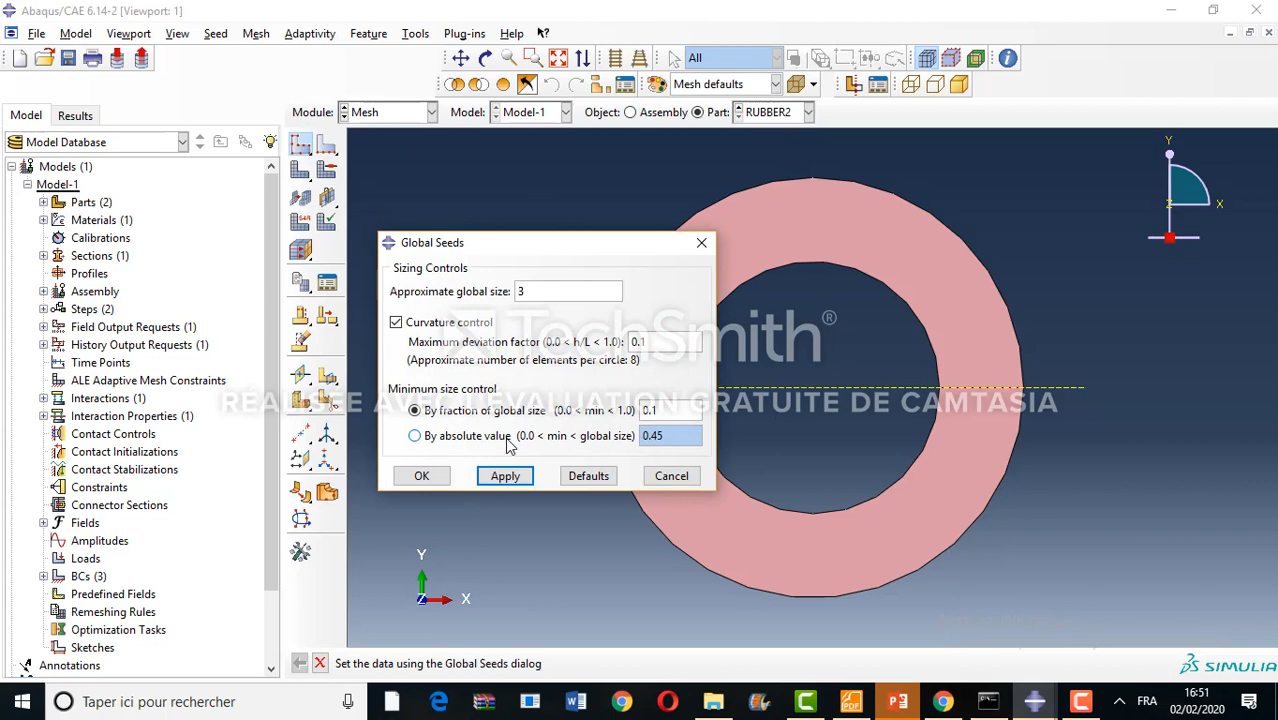 Abaqus/CAE 6.14-2 [Viewport: 1]
File Model Viewport View Seed Mesh Adaptivity Feature Tools Plug-ins Help
All
Mesh defaults
Model Results
Module: Mesh Model: Model-1 Object: Assembly Part: RUBBER2
Model Database
Models (1)
Model-1
Parts (2)
Materials (1)
Calibrations
Sections (1)
Profiles
Assembly
Steps (2)
Field Output Requests (1)
History Output Requests (1)
Time Points
ALE Adaptive Mesh Constraints
Interactions (1)
Interaction Properties (1)
Contact Controls
Contact Initializations
Contact Stabilizations
Constraints
Connector Sections
Fields
Amplitudes
Loads
BCs (3)
Predefined Fields
Remeshing Rules
Optimization Tasks
Sketches
Annotations
Global Seeds
Sizing Controls
Approximate global size: 3
Curvature control
Maximum deviation factor (0.0 < h/L < 1.0): 0.1
(Approximate number of elements per circle: 8)
Minimum size control
By fraction of global size (0.0 < min < 1.0) 0.1
By absolute value (0.0 < min < global size) 0.45
OK Apply Defaults Cancel
TechSmith®
RÉALISÉE AVEC L'ÉVALUATION GRATUITE DE CAMTASIA
Y
Z X
Y
Z X
Set the data using the Global Seeds dialog
SIMULIA
Taper ici pour rechercher
FRA
16:51
02/02/2020